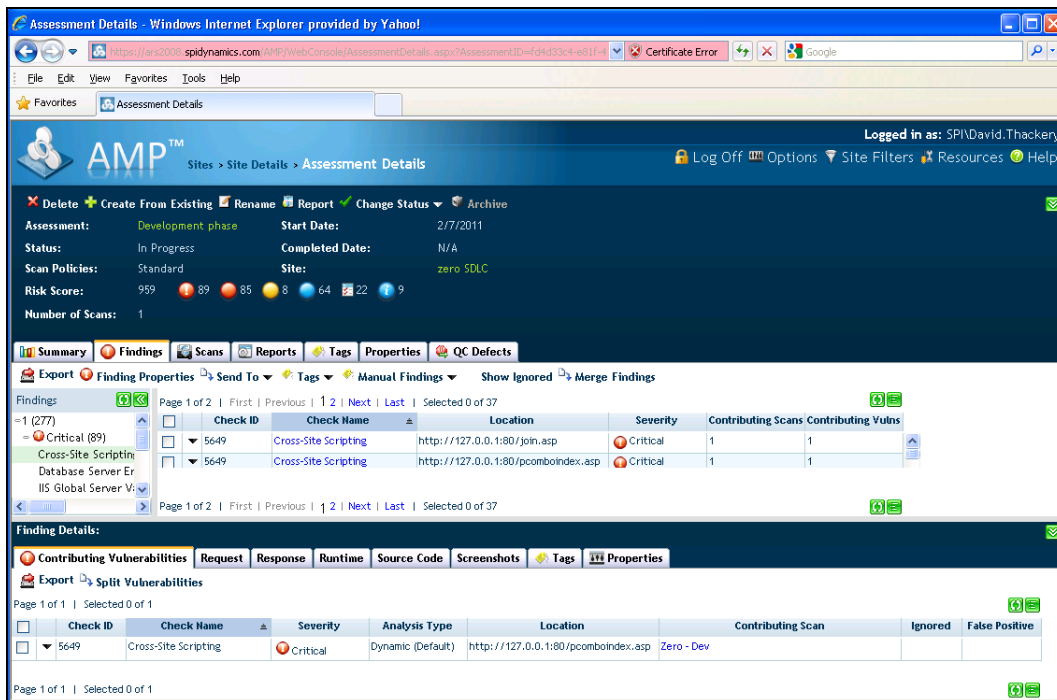 Assessment Details - Windows Internet Explorer provided by Yahoo!
https://ars2008.spidynamics.com/AMP/WebConsole/AssessmentDetails.aspx?AssessmentID=fd4d33c4-e81f-4 Certificate Error Google
File Edit View Favorites Tools Help
Favorites Assessment Details
Logged in as: SPI\David.Thackery
AMP™ Sites > Site Details > Assessment Details
Log Off Options Site Filters Resources Help
Delete Create From Existing Rename Report Change Status Archive
Assessment: Development phase Start Date: 2/7/2011
Status: In Progress Completed Date: N/A
Scan Policies: Standard Site: zero SDLC
Risk Score: 959 89 85 8 64 22 9
Number of Scans: 1
Summary Findings Scans Reports Tags Properties QC Defects
Export Finding Properties Send To Tags Manual Findings Show Ignored Merge Findings
Findings
1 (277)
Critical (89)
Cross-Site Scripting
Database Server Er
IIS Global Server Va
Page 1 of 2 | First | Previous | 1 2 | Next | Last | Selected 0 of 37
Check ID Check Name Location Severity Contributing Scans Contributing Vulns
5649 Cross-Site Scripting http://127.0.0.1:80/join.asp Critical 1 1
5649 Cross-Site Scripting http://127.0.0.1:80/pcomboindex.asp Critical 1 1
Page 1 of 2 | First | Previous | 1 2 | Next | Last | Selected 0 of 37
Finding Details:
Contributing Vulnerabilities Request Response Runtime Source Code Screenshots Tags Properties
Export Split Vulnerabilities
Page 1 of 1 | Selected 0 of 1
Check ID Check Name Severity Analysis Type Location Contributing Scan Ignored False Positive
5649 Cross-Site Scripting Critical Dynamic (Default) http://127.0.0.1:80/pcomboindex.asp Zero - Dev
Page 1 of 1 | Selected 0 of 1